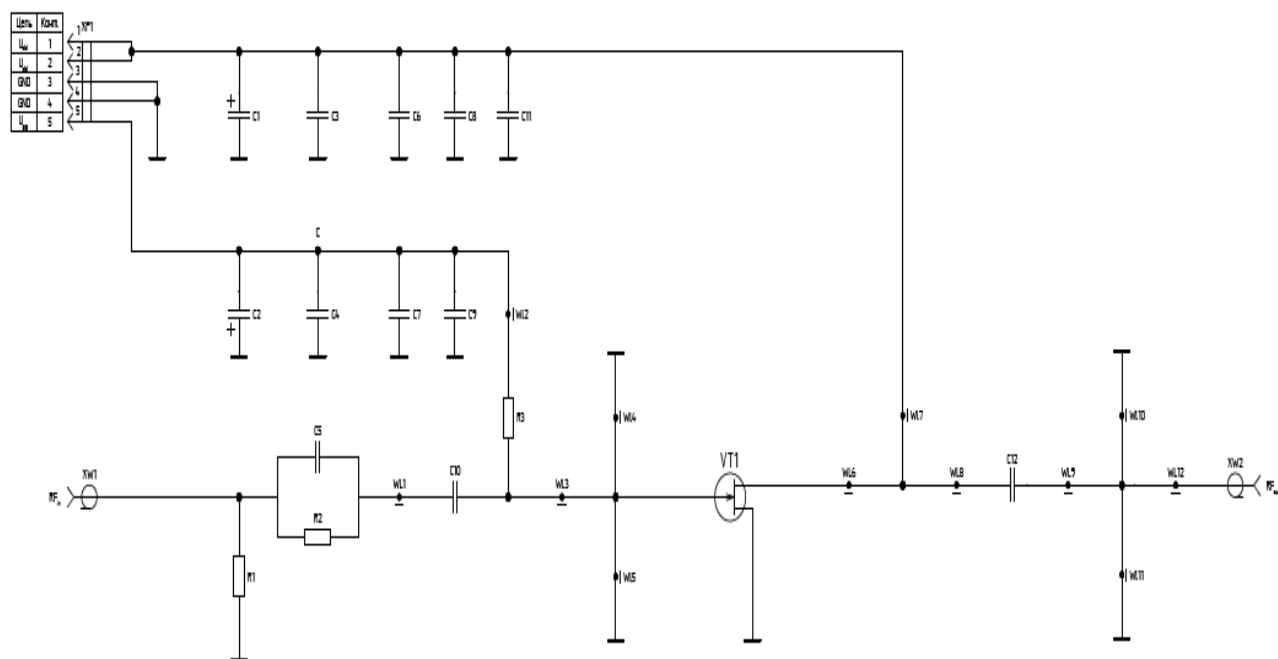 Цепь Конт.
Udd 1
Udd 2
GND 3
GND 4
5
XP1
1
2
3
4
5
+
C1
C3
C6
C8
C11
C
C2
+
C4
C7
C9
WL2
R3
WL4
WL7
WL10
XW1
C5
WL1
C10
WL3
VT1
WL6
WL8
C12
WL9
WL12
XW2
R2
R1
WL5
WL11